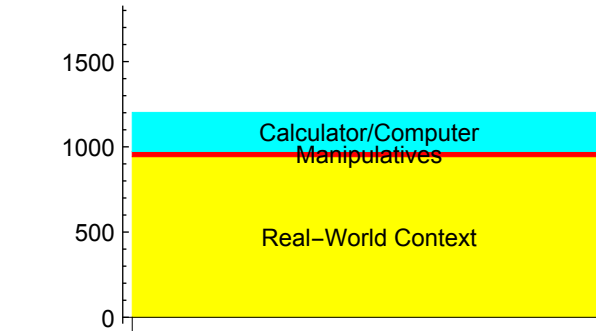 1500
Calculator/Computer
1000
Manipulatives
500
Real−World Context
0